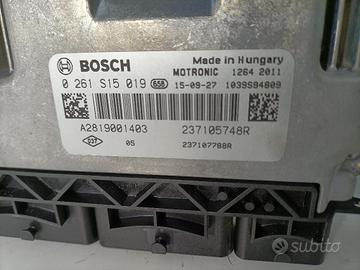 BOSCH
Made in Hungary
MOTRONIC 1264 2011
0 261 S15 019 658 15-09-27 1039S94809
A2819001403 237105748R
05 237107788R
subito